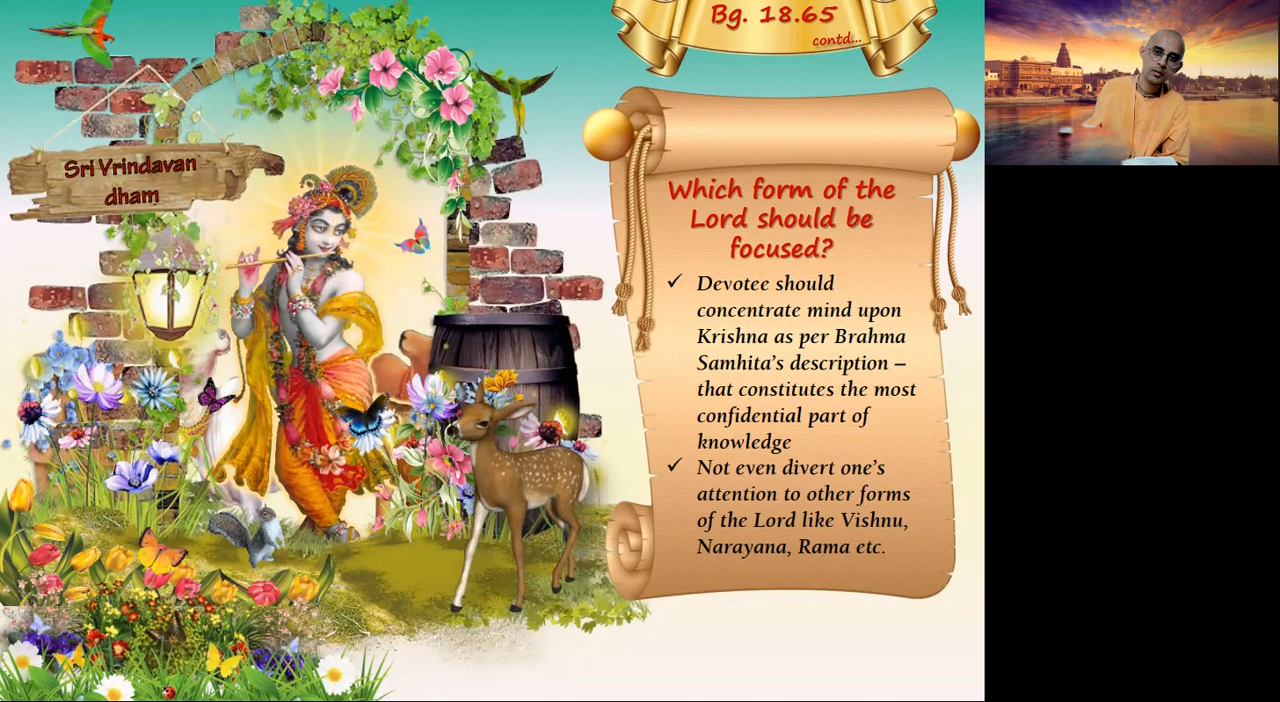 Bg. 18.65
contd...
Sri Vrindavan
dham
Which form of the
Lord should be
focused?
✓ Devotee should
concentrate mind upon
Krishna as per Brahma
Samhita's description –
that constitutes the most
confidential part of
knowledge
✓ Not even divert one's
attention to other forms
of the Lord like Vishnu,
Narayana, Rama etc.